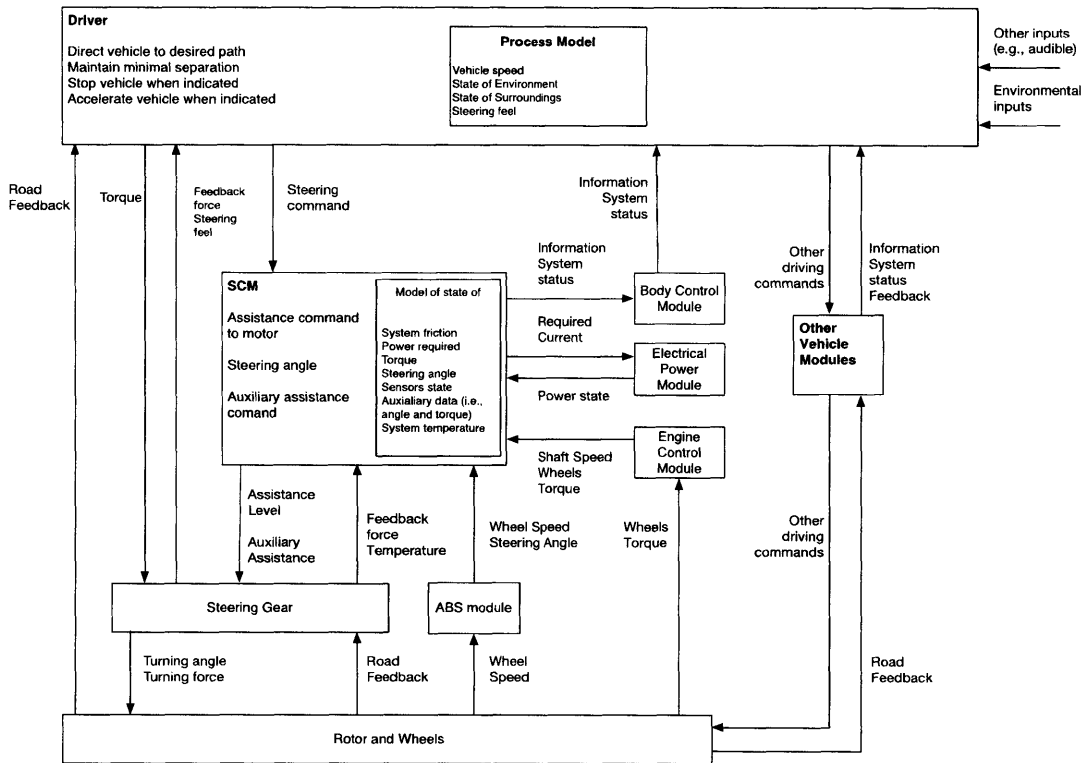 Driver
Direct vehicle to desired path
Maintain minimal separation
Stop vehicle when indicated
Accelerate vehicle when indicated
Process Model
Vehicle speed
State of Environment
State of Surroundings
Steering feel
Other inputs
(e.g., audible)
Environmental
inputs
Road
Feedback
Torque
Feedback
force
Steering
feel
Steering
command
Information
System
status
Other
driving
commands
Information
System
status
Feedback
SCM
Assistance command
to motor
Steering angle
Auxiliary assistance
comand
Model of state of
System friction
Power required
Torque
Steering angle
Sensors state
Auxialiary data (i.e.,
angle and torque)
System temperature
Information
System
status
Body Control
Module
Required
Current
Electrical
Power
Module
Power state
Engine
Control
Module
Shaft Speed
Wheels
Torque
Other
Vehicle
Modules
Assistance
Level
Auxiliary
Assistance
Feedback
force
Temperature
Wheel Speed
Steering Angle
Wheels
Torque
Other
driving
commands
Steering Gear
ABS module
Turning angle
Turning force
Road
Feedback
Wheel
Speed
Road
Feedback
Rotor and Wheels